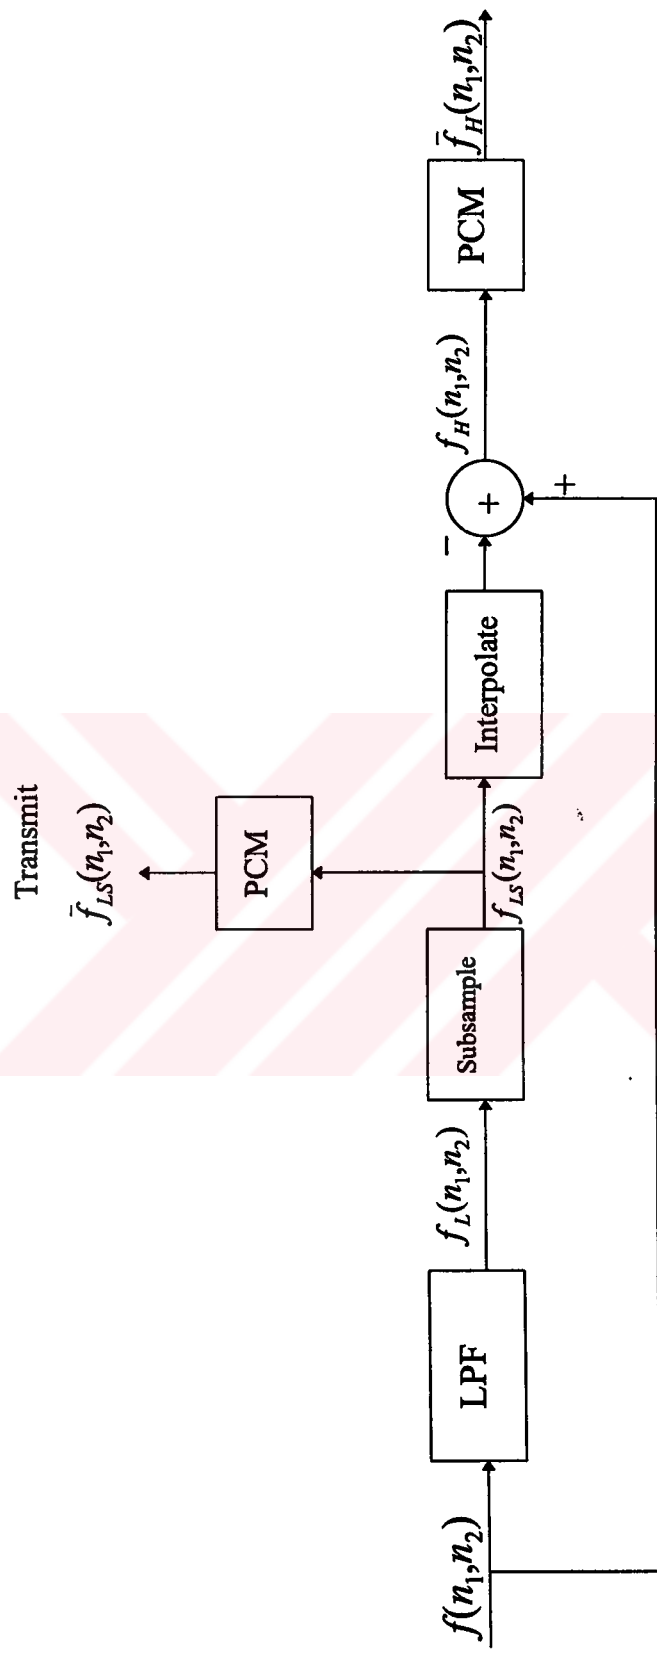 Transmit
f̄_LS(n₁,n₂)
PCM
f(n₁,n₂)
LPF
f_L(n₁,n₂)
Subsample
f_LS(n₁,n₂)
Interpolate
−
+
+
f_H(n₁,n₂)
PCM
f̄_H(n₁,n₂)